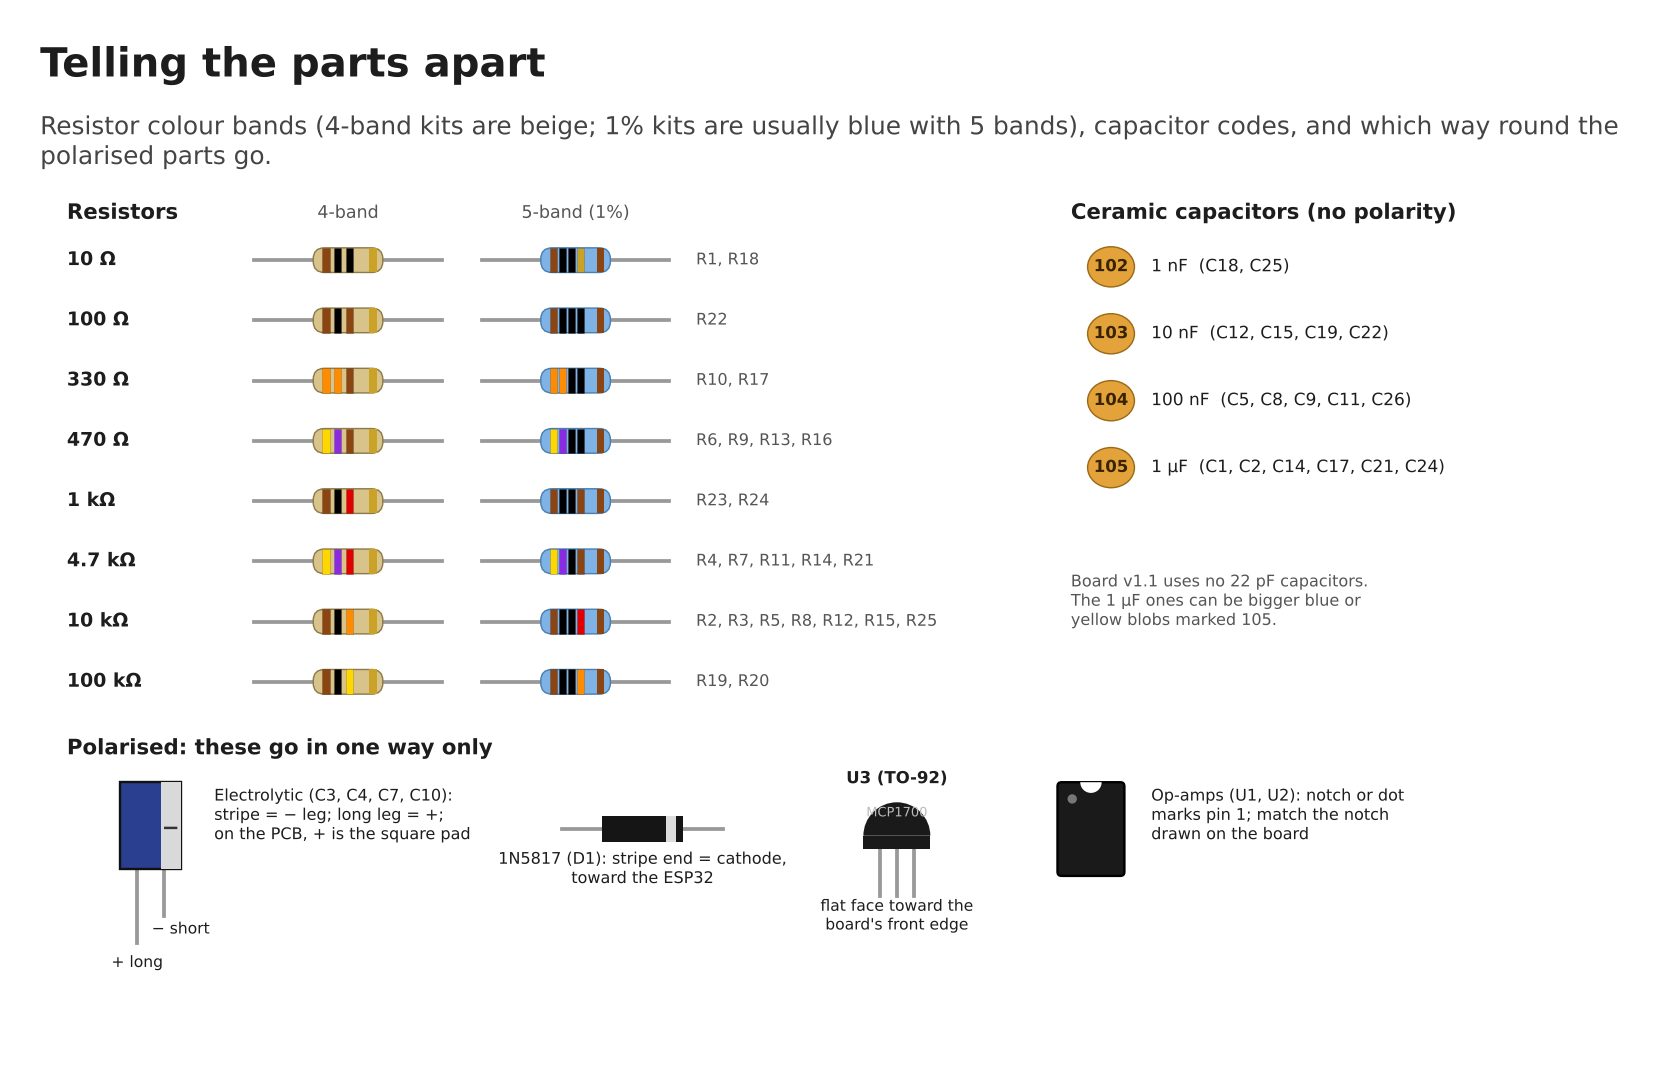 Telling the parts apart
Resistor colour bands (4-band kits are beige; 1% kits are usually blue with 5 bands), capacitor codes, and which way round the
polarised parts go.
Resistors 4-band 5-band (1%)
10 Ω R1, R18
100 Ω R22
330 Ω R10, R17
470 Ω R6, R9, R13, R16
1 kΩ R23, R24
4.7 kΩ R4, R7, R11, R14, R21
10 kΩ R2, R3, R5, R8, R12, R15, R25
100 kΩ R19, R20
Ceramic capacitors (no polarity)
102 1 nF (C18, C25)
103 10 nF (C12, C15, C19, C22)
104 100 nF (C5, C8, C9, C11, C26)
105 1 µF (C1, C2, C14, C17, C21, C24)
Board v1.1 uses no 22 pF capacitors.
The 1 µF ones can be bigger blue or
yellow blobs marked 105.
Polarised: these go in one way only
Electrolytic (C3, C4, C7, C10):
stripe = − leg; long leg = +;
on the PCB, + is the square pad
− short
+ long
1N5817 (D1): stripe end = cathode,
toward the ESP32
U3 (TO-92)
MCP1700
flat face toward the
board's front edge
Op-amps (U1, U2): notch or dot
marks pin 1; match the notch
drawn on the board